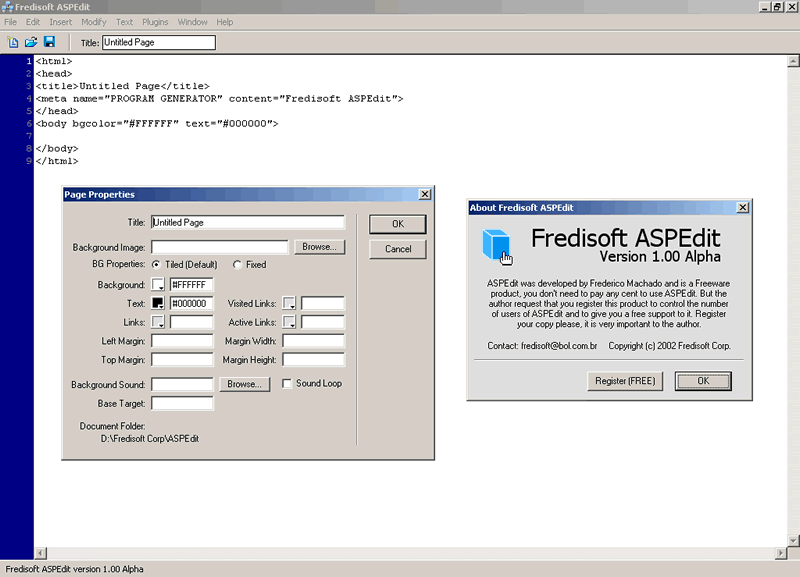 Fredisoft ASPEdit
File Edit Insert Modify Text Plugins Window Help
Title: Untitled Page
1 <html>
2 <head>
3 <title>Untitled Page</title>
4 <meta name="PROGRAM GENERATOR" content="Fredisoft ASPEdit">
5 </head>
6 <body bgcolor="#FFFFFF" text="#000000">
7
8 </body>
9 </html>
Page Properties
Title: Untitled Page
OK
Background Image: Browse...
Cancel
BG Properties: Tiled (Default) Fixed
Background: #FFFFFF
Text: #000000 Visited Links:
Links: Active Links:
Left Margin: Margin Width:
Top Margin: Margin Height:
Background Sound: Browse... Sound Loop
Base Target:
Document Folder:
D:\Fredisoft Corp\ASPEdit
About Fredisoft ASPEdit
Fredisoft ASPEdit
Version 1.00 Alpha
ASPEdit was developed by Frederico Machado and is a Freeware
product, you don't need to pay any cent to use ASPEdit. But the
author request that you register this product to control the number
of users of ASPEdit and to give you a free support to it. Register
your copy please, it is very important to the author.
Contact: fredisoft@bol.com.br Copyright (c) 2002 Fredisoft Corp.
Register (FREE) OK
Fredisoft ASPEdit version 1.00 Alpha